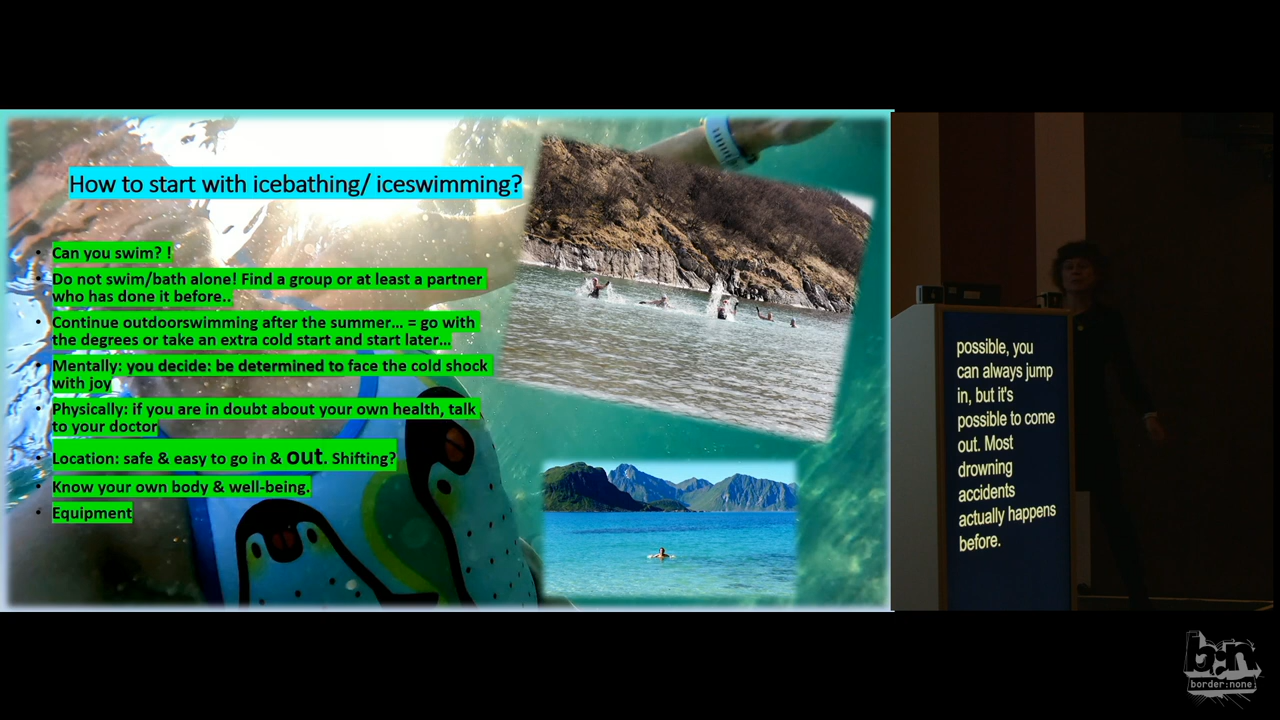 How to start with icebathing/ iceswimming?
• Can you swim? !
• Do not swim/bath alone! Find a group or at least a partner
who has done it before..
• Continue outdoorswimming after the summer... = go with
the degrees or take an extra cold start and start later...
• Mentally: you decide: be determined to face the cold shock
with joy
• Physically: if you are in doubt about your own health, talk
to your doctor
• Location: safe & easy to go in & out. Shifting?
• Know your own body & well-being.
• Equipment
possible, you
can always jump
in, but it's
possible to come
out. Most
drowning
accidents
actually happens
before.
b:n
border:none